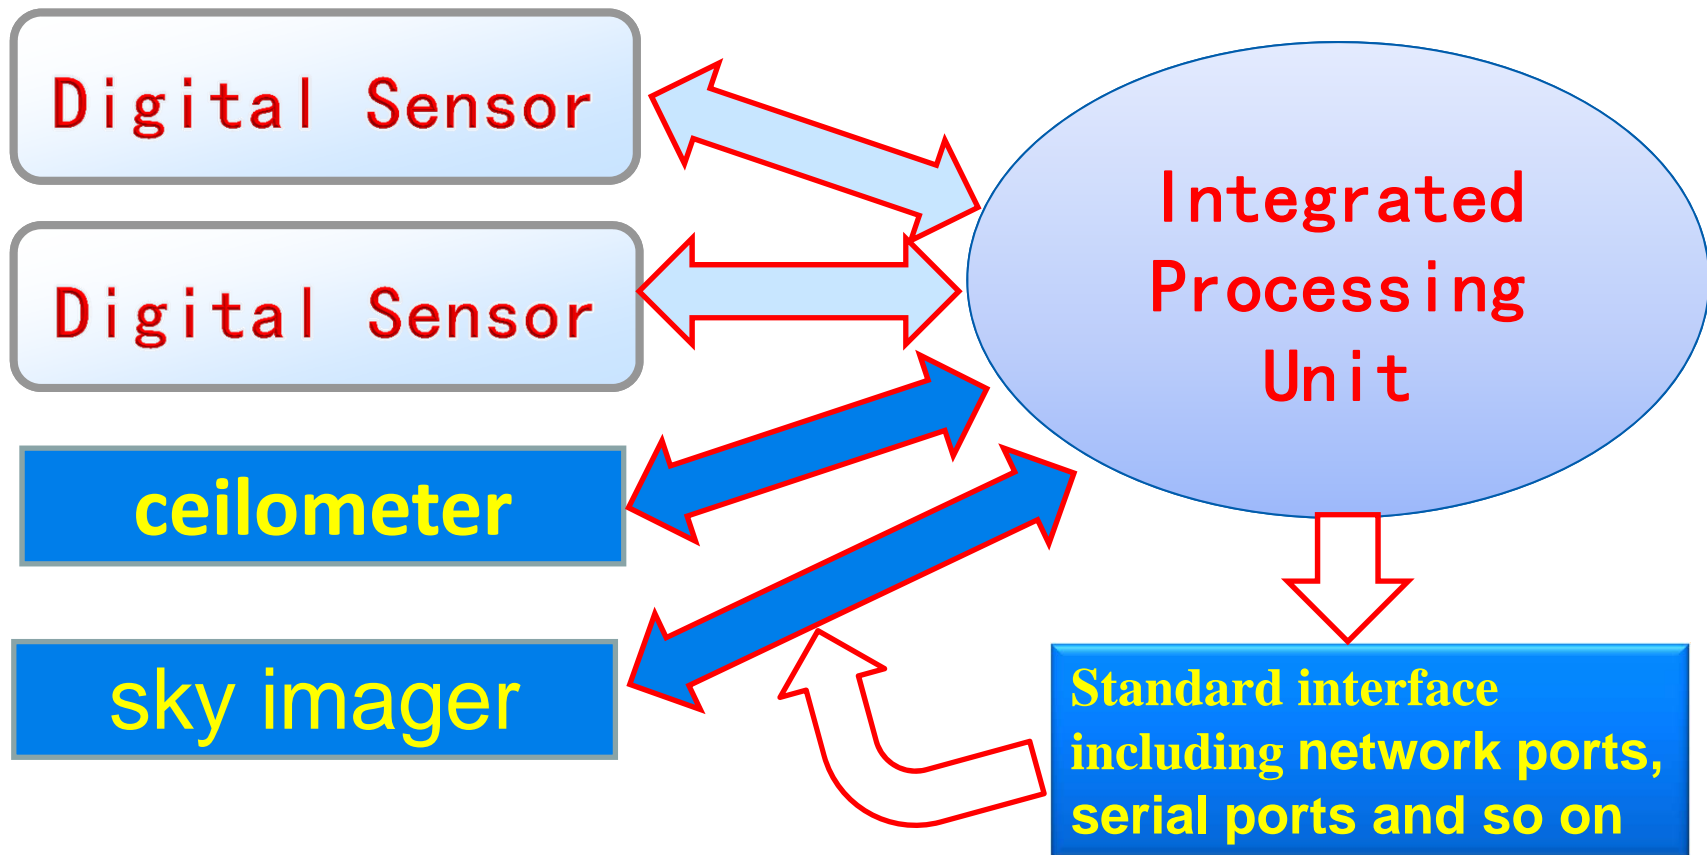 Digital Sensor
Digital Sensor
ceilometer
sky imager
Integrated
Processing
Unit
Standard interface
including network ports,
serial ports and so on